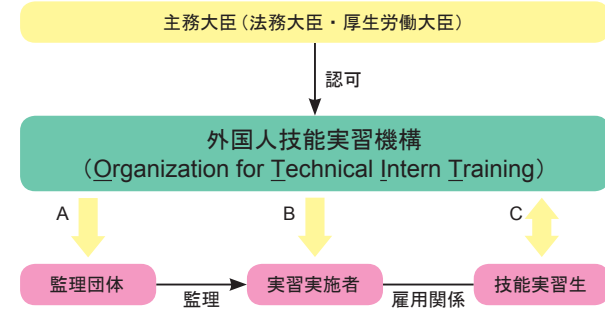 主務大臣（法務大臣・厚生労働大臣）
認可
外国人技能実習機構
（Organization for Technical Intern Training）
A
B
C
監理団体
監理
実習実施者
雇用関係
技能実習生